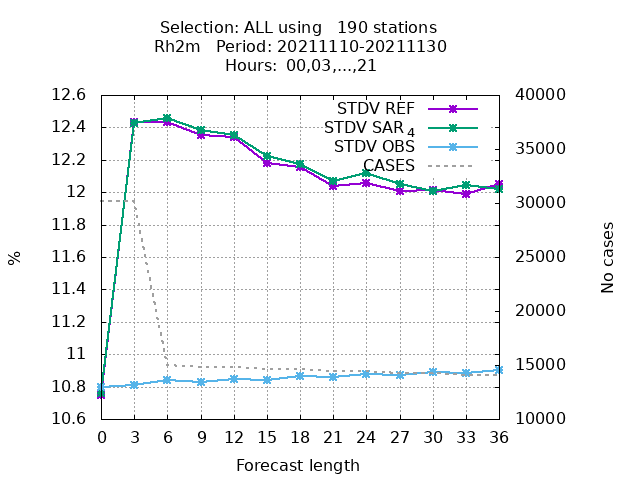 Selection: ALL using   190 stations
Rh2m   Period: 20211110-20211130
Hours: 00,03,...,21
STDV REF
STDV SAR4
STDV OBS
CASES
12.6
12.4
12.2
12
11.8
11.6
11.4
11.2
11
10.8
10.6
%
40000
35000
30000
25000
20000
15000
10000
No cases
0 3 6 9 12 15 18 21 24 27 30 33 36
Forecast length